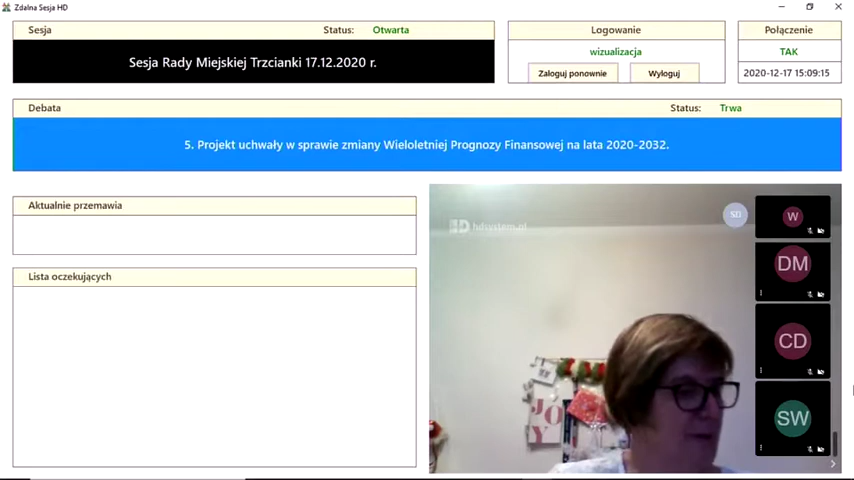 Zdalna Sesja HD
Sesja
Status:
Otwarta
Sesja Rady Miejskiej Trzcianki 17.12.2020 r.
Logowanie
wizualizacja
Zaloguj ponownie
Wyloguj
Połączenie
TAK
2020-12-17 15:09:15
Debata
Status:
Trwa
5. Projekt uchwały w sprawie zmiany Wieloletniej Prognozy Finansowej na lata 2020-2032.
Aktualnie przemawia
Lista oczekujących
hdsystem.pl
SD
W
DM
CD
SW
JO
Y